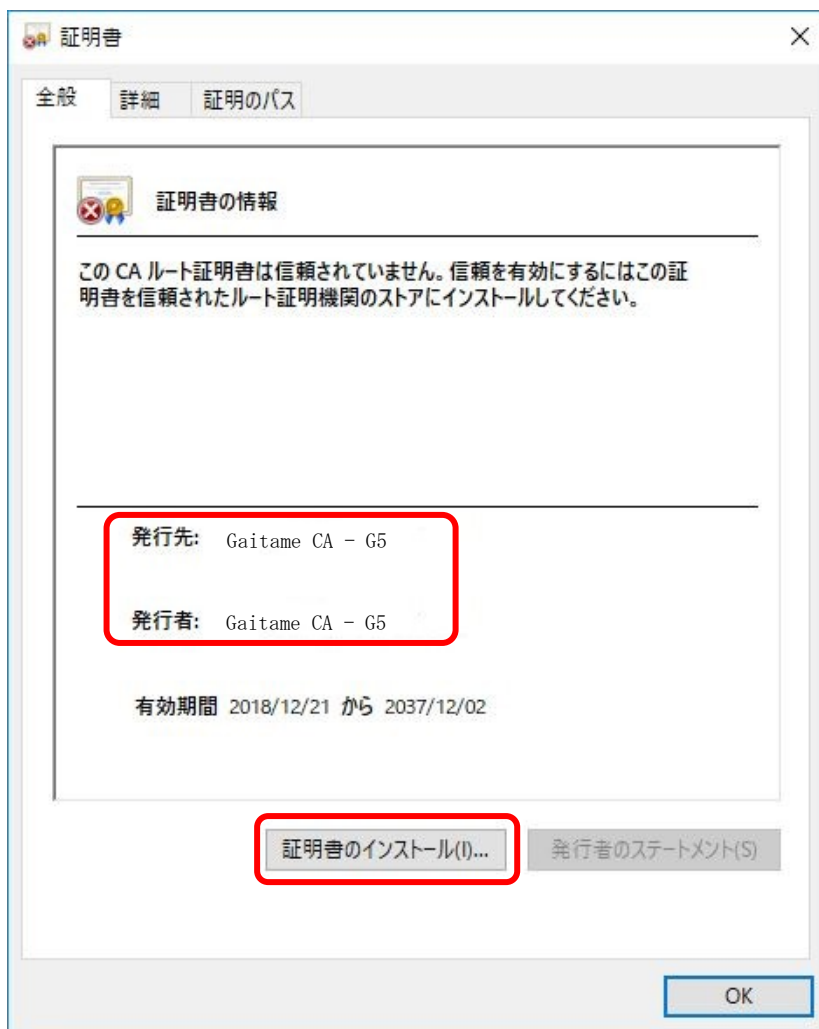 証明書
全般 詳細 証明のパス
証明書の情報
この CA ルート証明書は信頼されていません。信頼を有効にするにはこの証
明書を信頼されたルート証明機関のストアにインストールしてください。
発行先: Gaitame CA - G5
発行者: Gaitame CA - G5
有効期間 2018/12/21 から 2037/12/02
証明書のインストール(I)... 発行者のステートメント(S)
OK